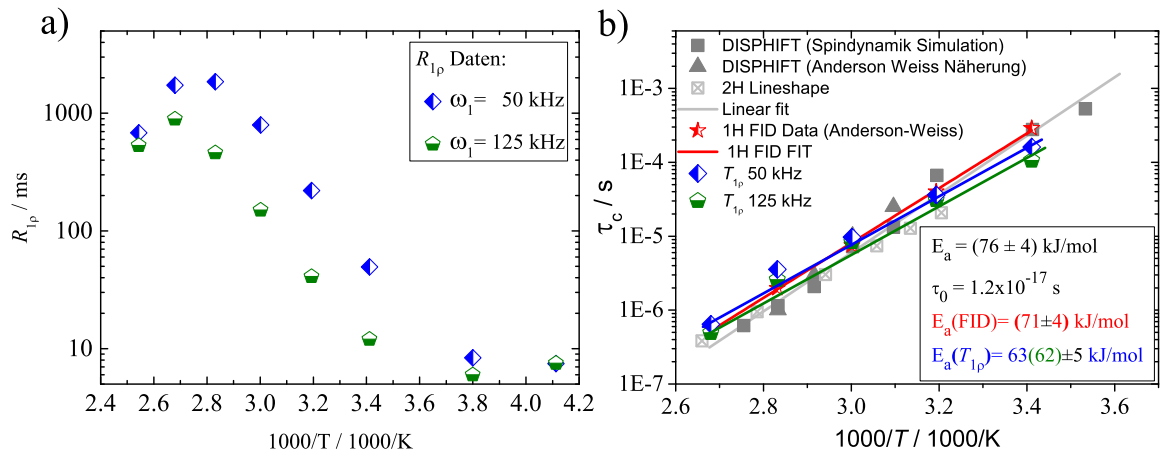 a)
R1ρ / ms
1000
100
10
R1ρ Daten:
ω1= 50 kHz
ω1= 125 kHz
2.4 2.6 2.8 3.0 3.2 3.4 3.6 3.8 4.0 4.2
1000/T / 1000/K
b)
τc / s
1E-3
1E-4
1E-5
1E-6
1E-7
DISPHIFT (Spindynamik Simulation)
DISPHIFT (Anderson Weiss Näherung)
2H Lineshape
Linear fit
1H FID Data (Anderson-Weiss)
1H FID FIT
T1ρ 50 kHz
T1ρ 125 kHz
Ea = (76 ± 4) kJ/mol
τ0 = 1.2x10-17 s
Ea(FID)= (71±4) kJ/mol
Ea(T1ρ)= 63(62)±5 kJ/mol
2.6 2.8 3.0 3.2 3.4 3.6
1000/T / 1000/K